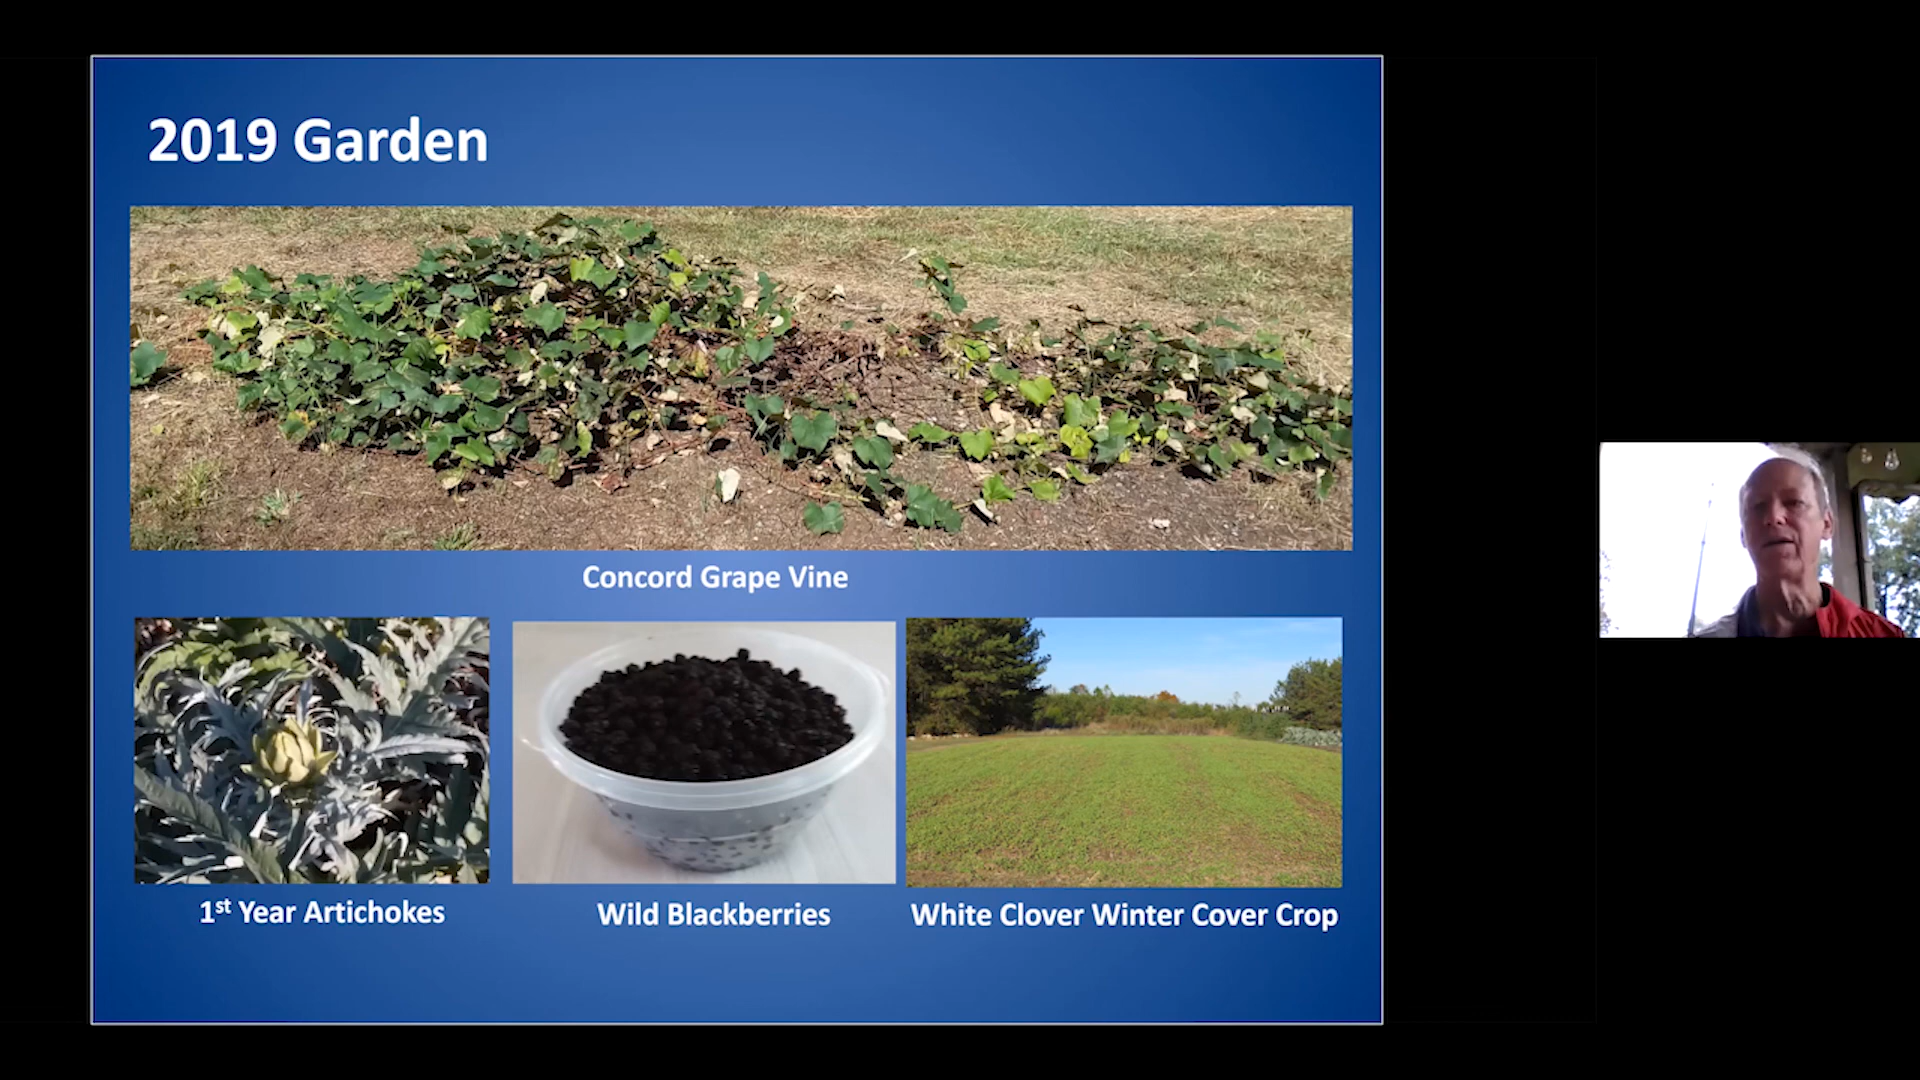 2019 Garden
Concord Grape Vine
1st Year Artichokes
Wild Blackberries
White Clover Winter Cover Crop